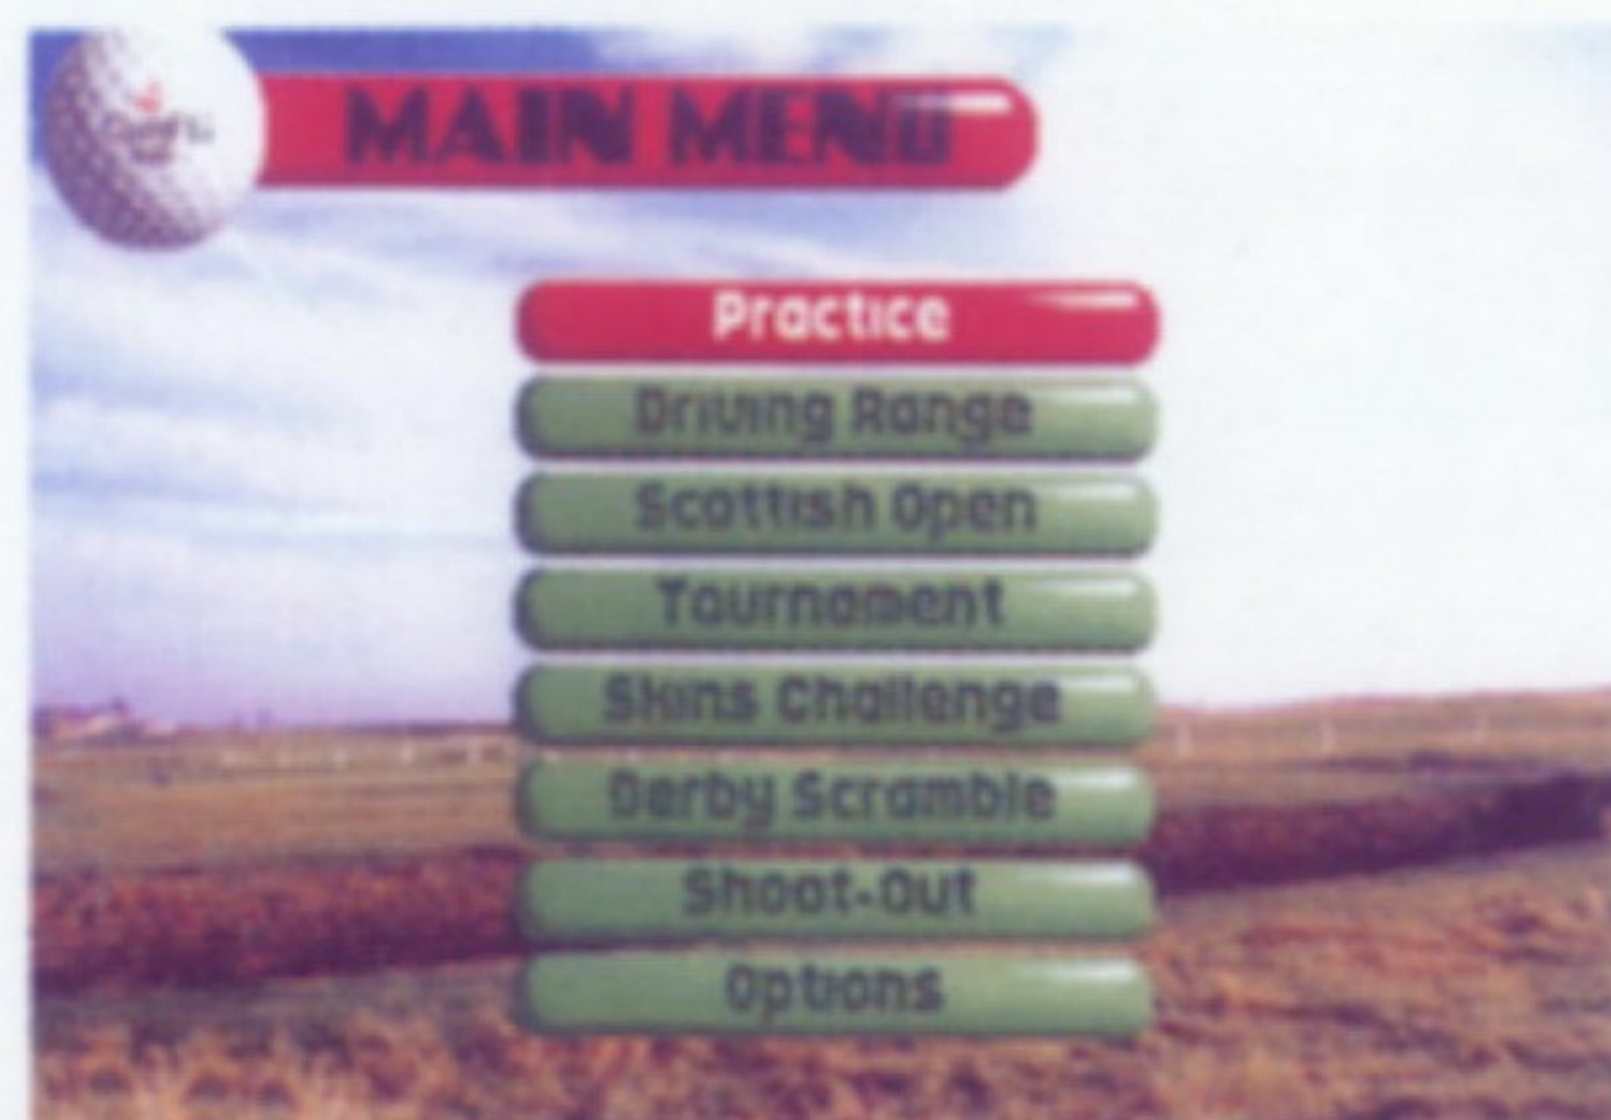 MAIN MENU
Practice
Driving Range
Scottish Open
Tournament
Skins Challenge
Derby Scramble
Shoot-Out
Options